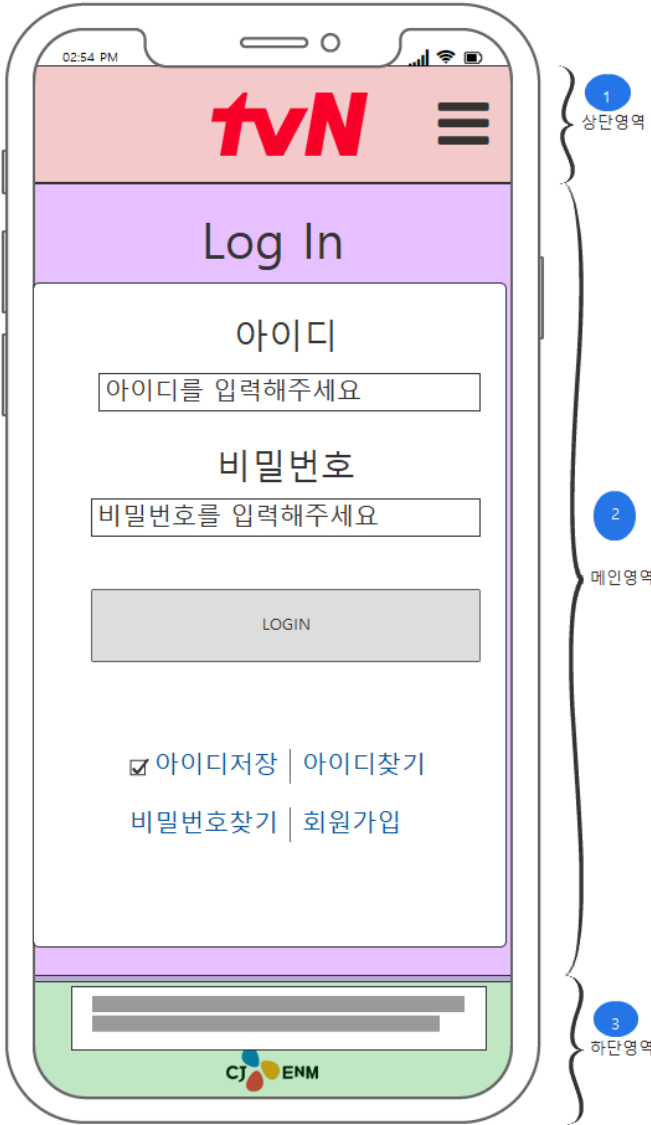 02:54 PM
tvN
1
상단영역
Log In
아이디
아이디를 입력해주세요
비밀번호
비밀번호를 입력해주세요
2
메인영역
LOGIN
아이디저장 아이디찾기
비밀번호찾기 회원가입
3
하단영역
CJ ENM